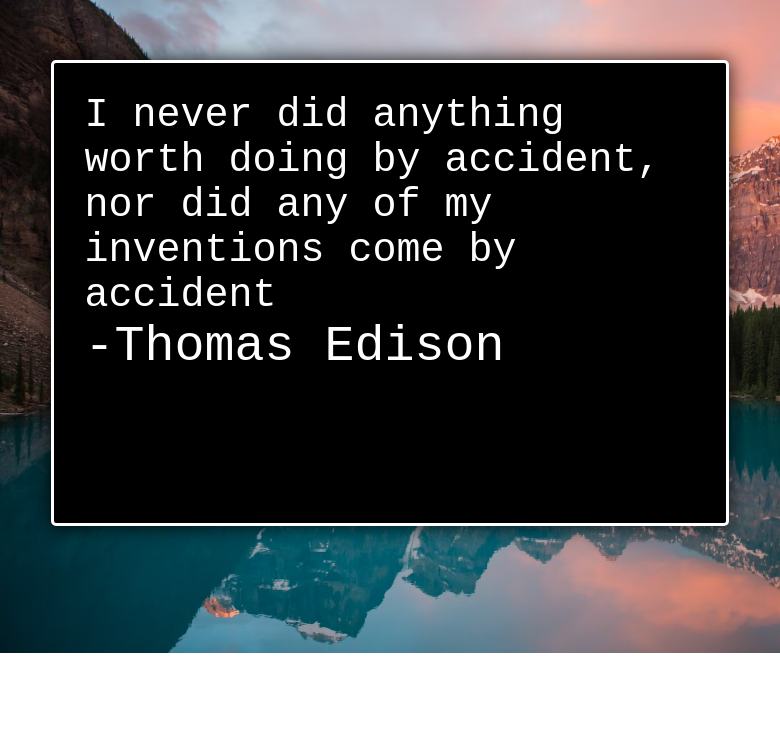 I never did anything
worth doing by accident,
nor did any of my
inventions come by
accident
-Thomas Edison